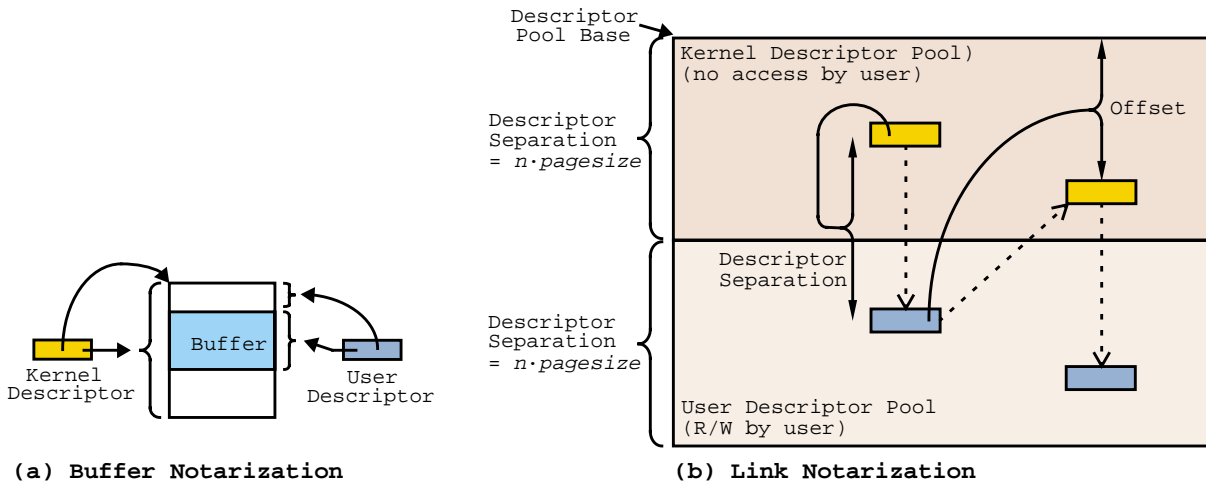 Descriptor
Pool Base
Kernel Descriptor Pool)
(no access by user)
Descriptor
Separation
= n·pagesize
Offset
Descriptor
Separation
Descriptor
Separation
= n·pagesize
User Descriptor Pool
(R/W by user)
Buffer
Kernel
Descriptor
User
Descriptor
(a) Buffer Notarization
(b) Link Notarization